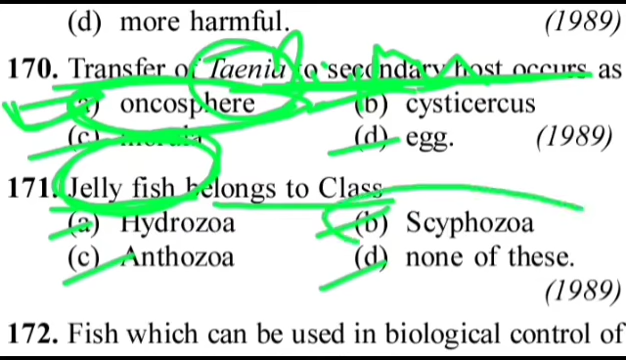 (d) more harmful. (1989)
170. Transfer of Taenia to secondary host occurs as
(a) oncosphere (b) cysticercus
(c) morula (d) egg. (1989)
171. Jelly fish belongs to Class
(a) Hydrozoa (b) Scyphozoa
(c) Anthozoa (d) none of these.
(1989)
172. Fish which can be used in biological control of